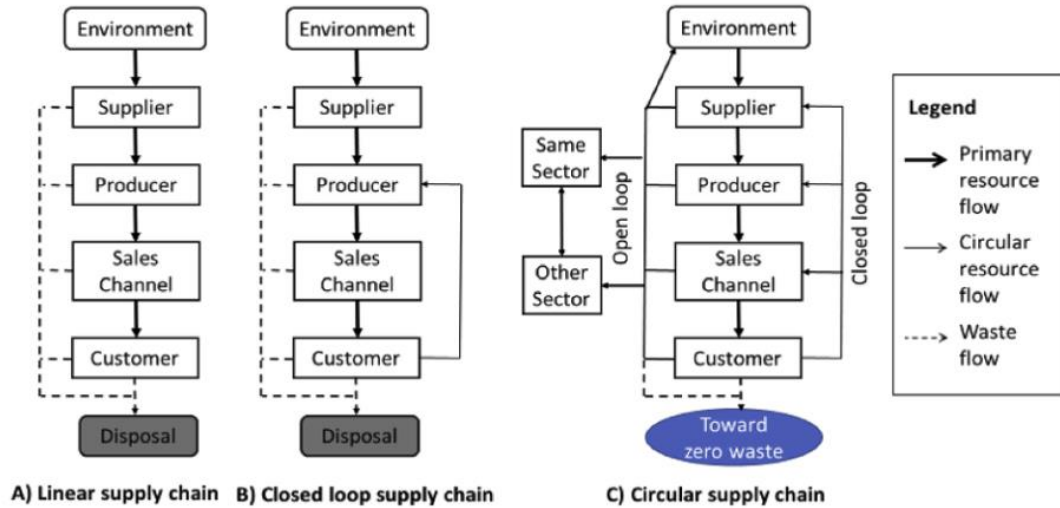 Environment
Supplier
Producer
Sales
Channel
Customer
Disposal
A) Linear supply chain
Environment
Supplier
Producer
Sales
Channel
Customer
Disposal
B) Closed loop supply chain
Environment
Supplier
Same
Sector
Producer
Open loop
Closed loop
Other
Sector
Sales
Channel
Customer
Toward
zero waste
C) Circular supply chain
Legend
Primary
resource
flow
Circular
resource
flow
Waste
flow